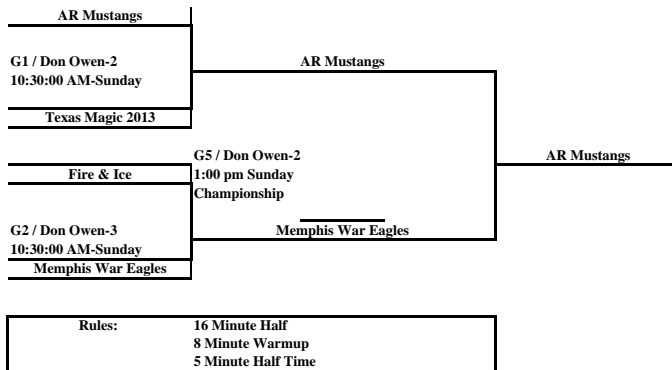 AR Mustangs
G1 / Don Owen-2
10:30:00 AM-Sunday
AR Mustangs
Texas Magic 2013
G5 / Don Owen-2
1:00 pm Sunday
Championship
AR Mustangs
Fire & Ice
G2 / Don Owen-3
10:30:00 AM-Sunday
Memphis War Eagles
Memphis War Eagles
Rules:
16 Minute Half
8 Minute Warmup
5 Minute Half Time